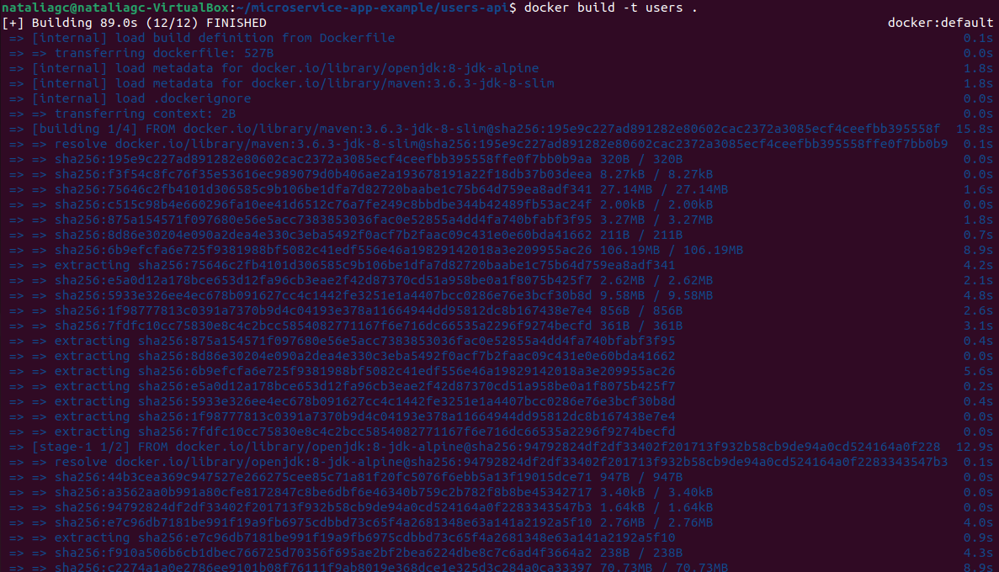 nataliagc@nataliagc-VirtualBox:~/microservice-app-example/users-api$ docker build -t users .
[+] Building 89.0s (12/12) FINISHED docker:default
=> [internal] load build definition from Dockerfile 0.1s
=> => transferring dockerfile: 527B 0.0s
=> [internal] load metadata for docker.io/library/openjdk:8-jdk-alpine 1.8s
=> [internal] load metadata for docker.io/library/maven:3.6.3-jdk-8-slim 1.8s
=> [internal] load .dockerignore 0.0s
=> => transferring context: 2B 0.0s
=> [building 1/4] FROM docker.io/library/maven:3.6.3-jdk-8-slim@sha256:195e9c227ad891282e80602cac2372a3085ecf4ceefbb395558f 15.8s
=> => resolve docker.io/library/maven:3.6.3-jdk-8-slim@sha256:195e9c227ad891282e80602cac2372a3085ecf4ceefbb395558ffe0f7bb0b9 0.1s
=> => sha256:195e9c227ad891282e80602cac2372a3085ecf4ceefbb395558ffe0f7bb0b9aa 320B / 320B 0.0s
=> => sha256:f3f54c8fc76f35e53616ec989079d0b406ae2a193678191a22f18db37b03deea 8.27kB / 8.27kB 0.0s
=> => sha256:75646c2fb4101d306585c9b106be1dfa7d82720baabe1c75b64d759ea8adf341 27.14MB / 27.14MB 1.6s
=> => sha256:c515c98b4e660296fa10ee41d6512c76a7fe249c8bbdbe344b42489fb53ac24f 2.00kB / 2.00kB 0.0s
=> => sha256:875a154571f097680e56e5acc7383853036fac0e52855a4dd4fa740bfabf3f95 3.27MB / 3.27MB 1.8s
=> => sha256:8d86e30204e090a2dea4e330c3eba5492f0acf7b2faac09c431e0e60bda41662 211B / 211B 0.7s
=> => sha256:6b9efcfa6e725f9381988bf5082c41edf556e46a19829142018a3e209955ac26 106.19MB / 106.19MB 8.9s
=> => extracting sha256:75646c2fb4101d306585c9b106be1dfa7d82720baabe1c75b64d759ea8adf341 4.2s
=> => sha256:e5a0d12a178bce653d12fa96cb3eae2f42d87370cd51a958be0a1f8075b425f7 2.62MB / 2.62MB 2.1s
=> => sha256:5933e326ee4ec678b091627cc4c1442fe3251e1a4407bcc0286e76e3bcf30b8d 9.58MB / 9.58MB 4.8s
=> => sha256:1f98777813c0391a7370b9d4c04193e378a11664944dd95812dc8b167438e7e4 856B / 856B 2.6s
=> => sha256:7fdfc10cc75830e8c4c2bcc5854082771167f6e716dc66535a2296f9274becfd 361B / 361B 3.1s
=> => extracting sha256:875a154571f097680e56e5acc7383853036fac0e52855a4dd4fa740bfabf3f95 0.4s
=> => extracting sha256:8d86e30204e090a2dea4e330c3eba5492f0acf7b2faac09c431e0e60bda41662 0.0s
=> => extracting sha256:6b9efcfa6e725f9381988bf5082c41edf556e46a19829142018a3e209955ac26 5.6s
=> => extracting sha256:e5a0d12a178bce653d12fa96cb3eae2f42d87370cd51a958be0a1f8075b425f7 0.2s
=> => extracting sha256:5933e326ee4ec678b091627cc4c1442fe3251e1a4407bcc0286e76e3bcf30b8d 0.4s
=> => extracting sha256:1f98777813c0391a7370b9d4c04193e378a11664944dd95812dc8b167438e7e4 0.0s
=> => extracting sha256:7fdfc10cc75830e8c4c2bcc5854082771167f6e716dc66535a2296f9274becfd 0.0s
=> [stage-1 1/2] FROM docker.io/library/openjdk:8-jdk-alpine@sha256:94792824df2df33402f201713f932b58cb9de94a0cd524164a0f228 12.9s
=> => resolve docker.io/library/openjdk:8-jdk-alpine@sha256:94792824df2df33402f201713f932b58cb9de94a0cd524164a0f2283343547b3 0.1s
=> => sha256:44b3cea369c947527e266275cee85c71a81f20fc5076f6ebb5a13f19015dce71 947B / 947B 0.0s
=> => sha256:a3562aa0b991a80cfe8172847c8be6dbf6e46340b759c2b782f8b8be45342717 3.40kB / 3.40kB 0.0s
=> => sha256:94792824df2df33402f201713f932b58cb9de94a0cd524164a0f2283343547b3 1.64kB / 1.64kB 0.0s
=> => sha256:e7c96db7181be991f19a9fb6975cdbbd73c65f4a2681348e63a141a2192a5f10 2.76MB / 2.76MB 4.0s
=> => extracting sha256:e7c96db7181be991f19a9fb6975cdbbd73c65f4a2681348e63a141a2192a5f10 0.9s
=> => sha256:f910a506b6cb1dbec766725d70356f695ae2bf2bea6224dbe8c7c6ad4f3664a2 238B / 238B 4.3s
=> => sha256:c2274a1a0e2786ee9101b08f76111f9ab8019e368dce1e325d3c284a0ca33397 70.73MB / 70.73MB 8.9s